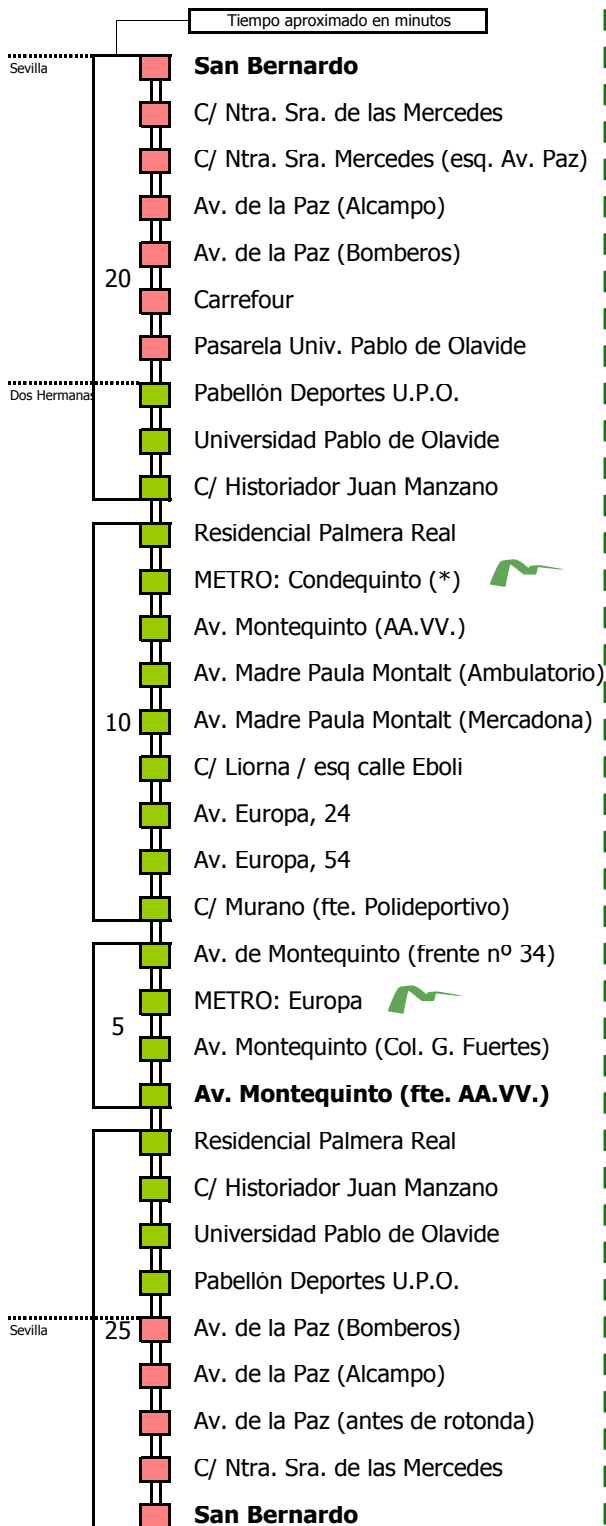 Tiempo aproximado en minutos
Sevilla
San Bernardo
C/ Ntra. Sra. de las Mercedes
C/ Ntra. Sra. Mercedes (esq. Av. Paz)
Av. de la Paz (Alcampo)
Av. de la Paz (Bomberos)
20
Carrefour
Pasarela Univ. Pablo de Olavide
Dos Hermanas
Pabellón Deportes U.P.O.
Universidad Pablo de Olavide
C/ Historiador Juan Manzano
Residencial Palmera Real
METRO: Condequinto (*)
Av. Montequinto (AA.VV.)
Av. Madre Paula Montalt (Ambulatorio)
10
Av. Madre Paula Montalt (Mercadona)
C/ Liorna / esq calle Eboli
Av. Europa, 24
Av. Europa, 54
C/ Murano (fte. Polideportivo)
Av. de Montequinto (frente nº 34)
METRO: Europa
5
Av. Montequinto (Col. G. Fuertes)
Av. Montequinto (fte. AA.VV.)
Residencial Palmera Real
C/ Historiador Juan Manzano
Universidad Pablo de Olavide
Pabellón Deportes U.P.O.
Sevilla
25
Av. de la Paz (Bomberos)
Av. de la Paz (Alcampo)
Av. de la Paz (antes de rotonda)
C/ Ntra. Sra. de las Mercedes
San Bernardo